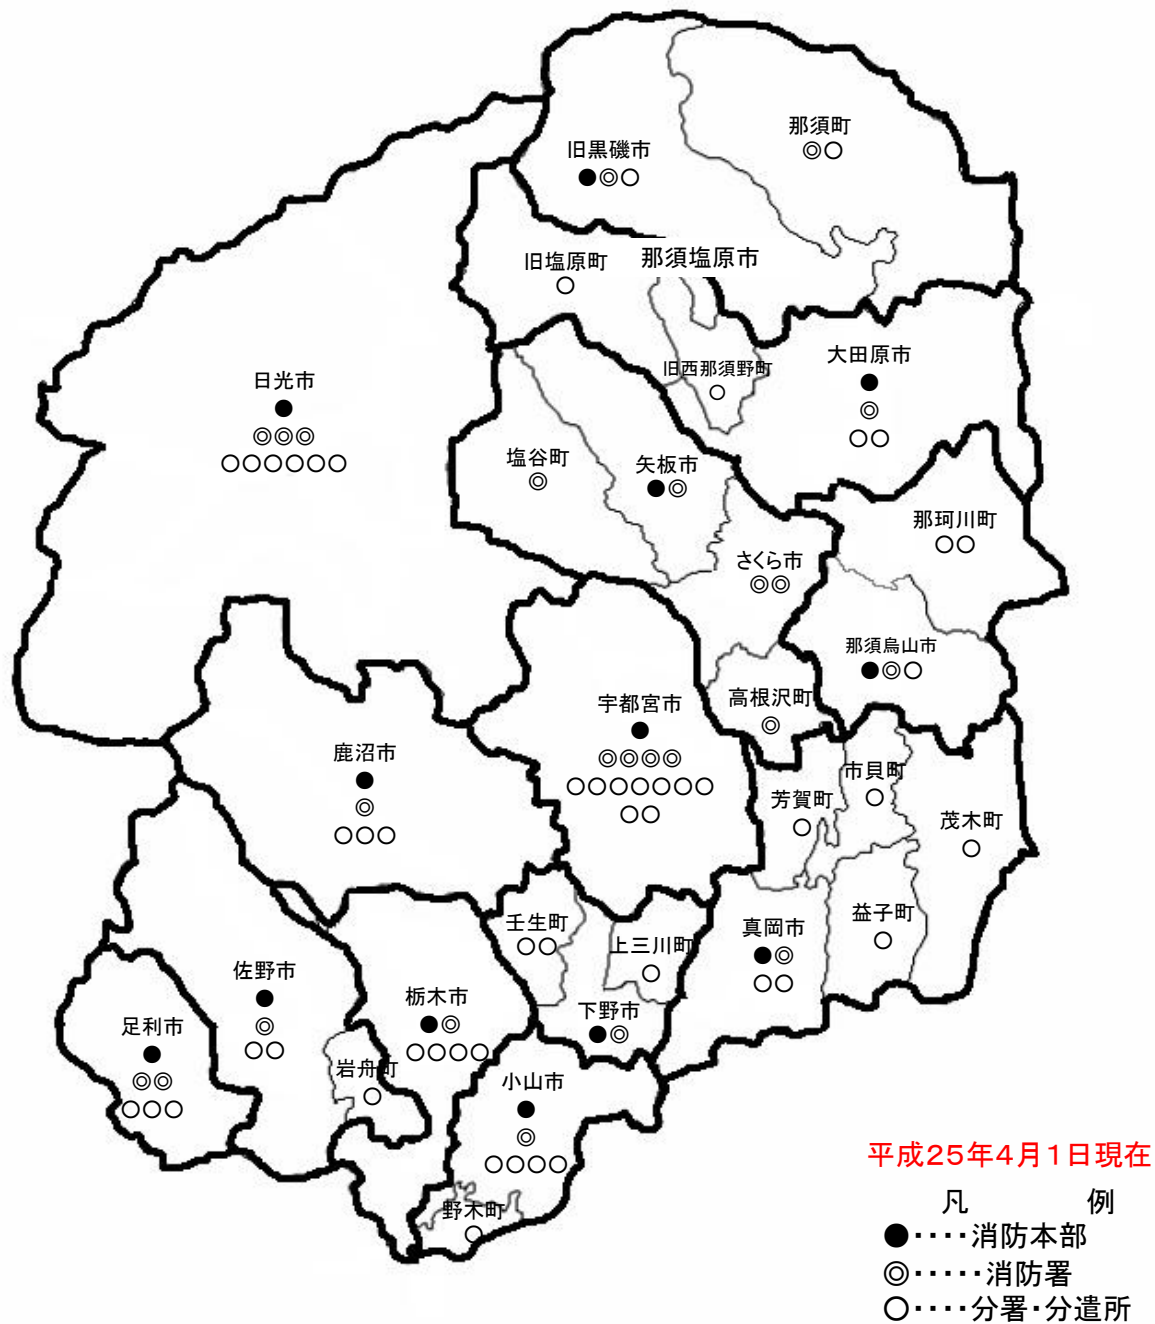 那須町
◎○
旧黒磯市
●◎○
旧塩原町
○
那須塩原市
大田原市
●
◎
○○
旧西那須野町
○
日光市
●
◎◎◎
○○○○○○
塩谷町
◎
矢板市
●◎
那珂川町
○○
さくら市
◎◎
那須烏山市
●◎○
高根沢町
◎
宇都宮市
●
◎◎◎◎
○○○○○○○
○○
鹿沼市
●
◎
○○○
市貝町
○
芳賀町
○
茂木町
○
壬生町
○○
上三川町
○
真岡市
●◎
○○
益子町
○
佐野市
●
◎
○○
栃木市
●◎
○○○○
下野市
●◎
足利市
●
◎◎
○○○
岩舟町
○
小山市
●
◎
○○○○
野木町
○
平成25年4月1日現在
凡 例
●････消防本部
◎･････消防署
○････分署･分遣所